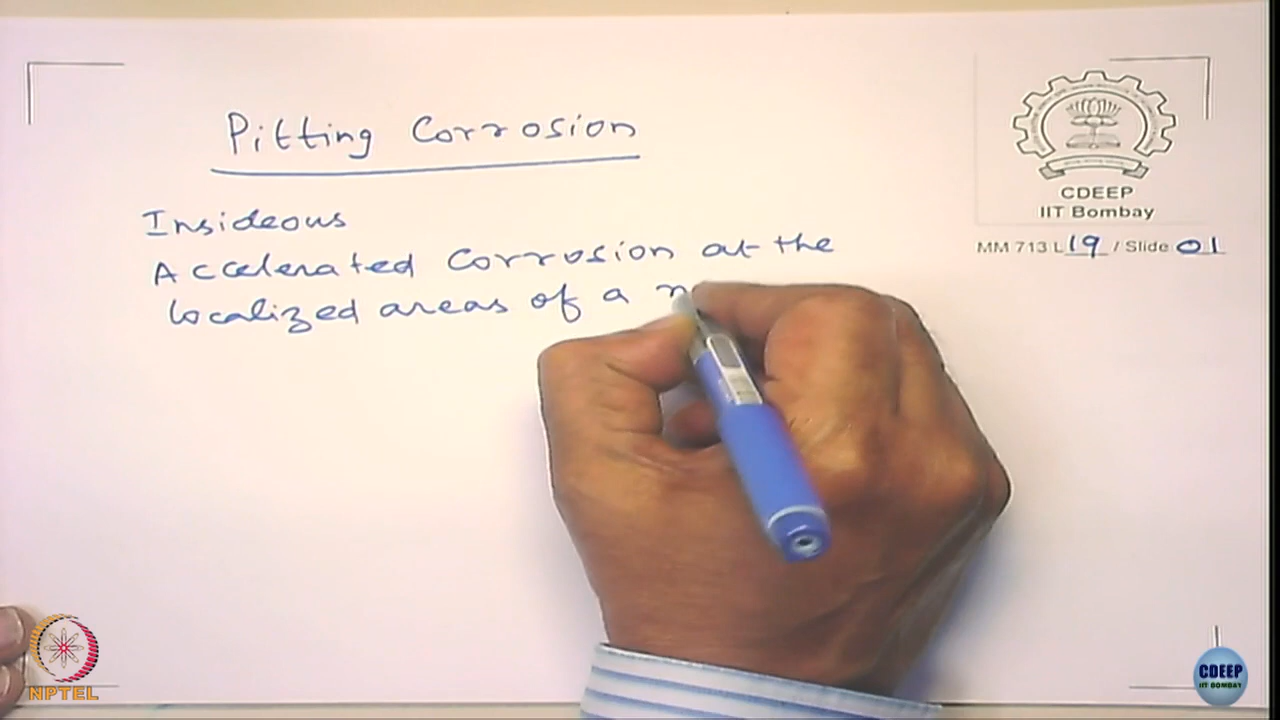 Pitting Corrosion
Insideous
Accelerated Corrosion at the
localized areas of a
CDEEP
IIT Bombay
MM 713 L 19 / Slide 01
NPTEL
CDEEP
IIT BOMBAY